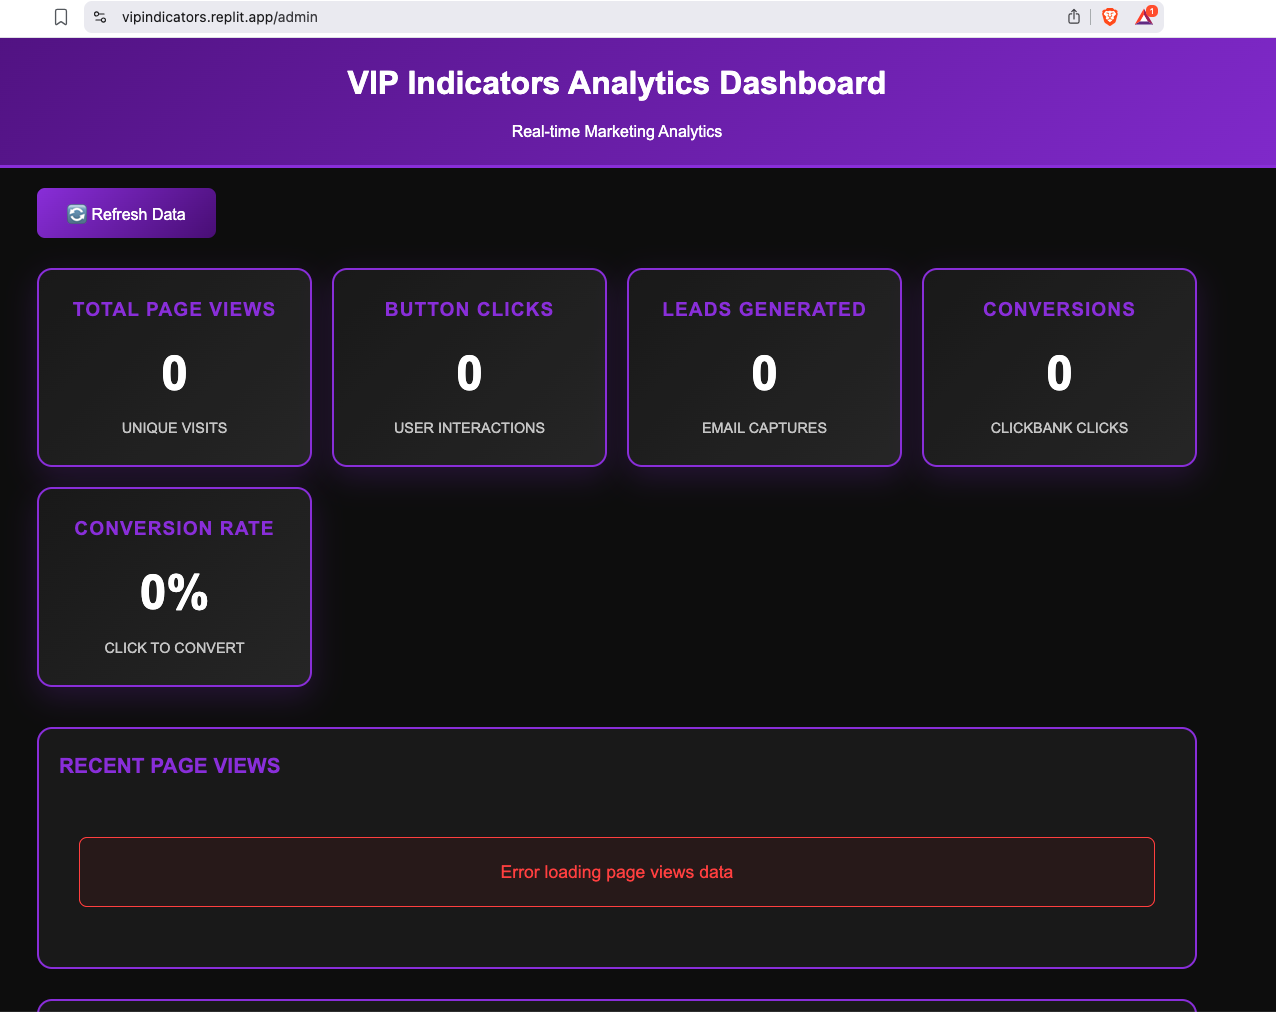 vipindicators.replit.app/admin
1
VIP Indicators Analytics Dashboard
Real-time Marketing Analytics
Refresh Data
TOTAL PAGE VIEWS
0
UNIQUE VISITS
BUTTON CLICKS
0
USER INTERACTIONS
LEADS GENERATED
0
EMAIL CAPTURES
CONVERSIONS
0
CLICKBANK CLICKS
CONVERSION RATE
0%
CLICK TO CONVERT
RECENT PAGE VIEWS
Error loading page views data